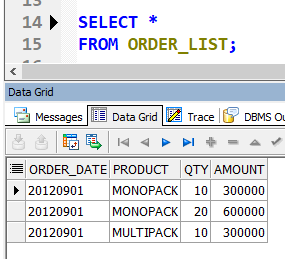 14 SELECT *
15 FROM ORDER_LIST;
Data Grid
Messages Data Grid Trace DBMS Ou
ORDER_DATE PRODUCT QTY AMOUNT
20120901 MONOPACK 10 300000
20120901 MONOPACK 20 600000
20120901 MULTIPACK 10 300000